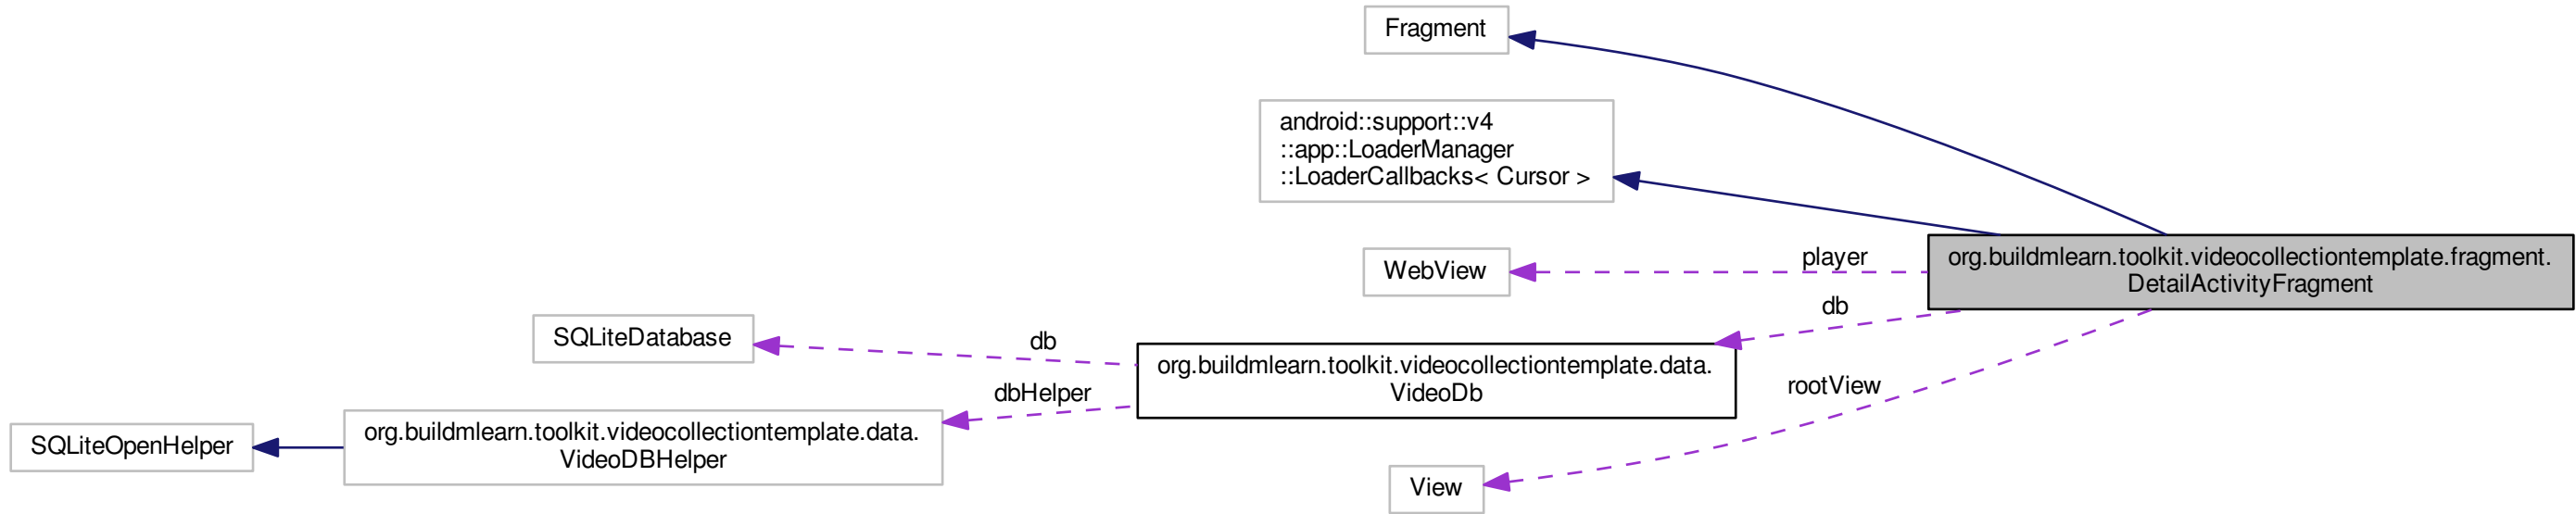 Fragment
android::support::v4
::app::LoaderManager
::LoaderCallbacks< Cursor >
WebView
player
org.buildmlearn.toolkit.videocollectiontemplate.fragment.
DetailActivityFragment
db
SQLiteDatabase
db
org.buildmlearn.toolkit.videocollectiontemplate.data.
VideoDb
dbHelper
rootView
SQLiteOpenHelper
org.buildmlearn.toolkit.videocollectiontemplate.data.
VideoDBHelper
View